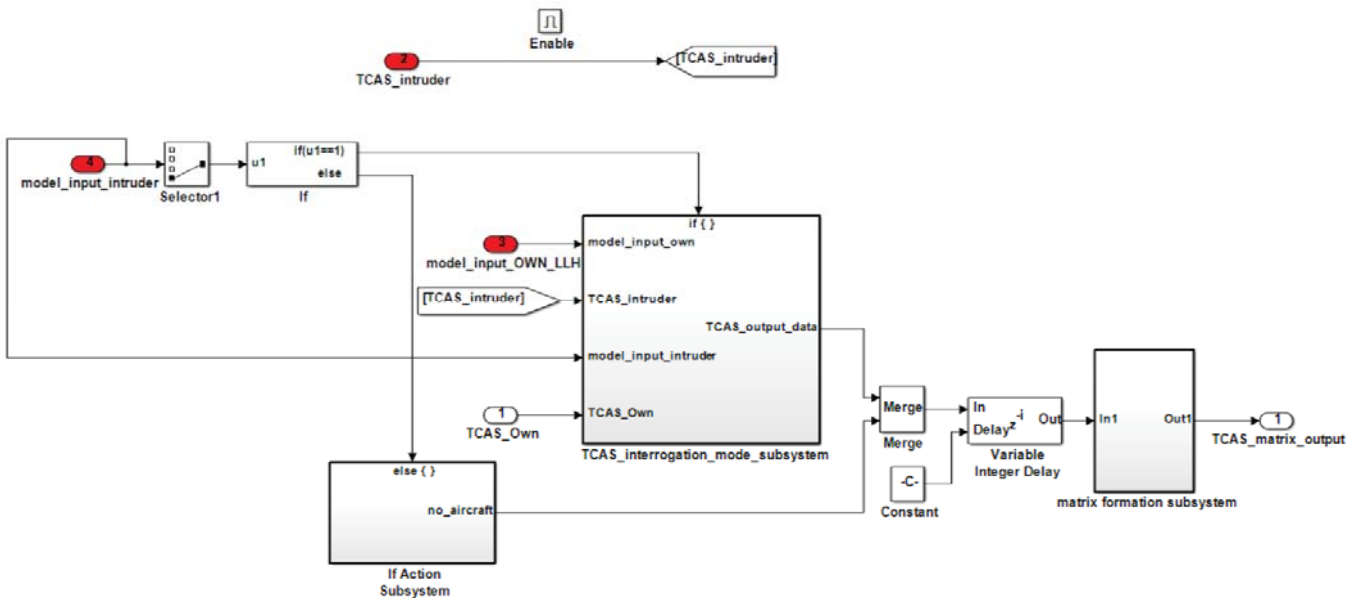 Enable
2
TCAS_intruder
[TCAS_intruder]
4
model_input_intruder
Selector1
u1
if(u1==1)
else
If
if { }
3
model_input_OWN_LLH
model_input_own
[TCAS_intruder]
TCAS_intruder
TCAS_output_data
model_input_intruder
1
TCAS_Own
TCAS_Own
TCAS_interrogation_mode_subsystem
else { }
no_aircraft
If Action
Subsystem
Merge
Merge
-C-
Constant
In
Delay
z-i
Out
Variable
Integer Delay
In1
Out1
matrix formation subsystem
1
TCAS_matrix_output